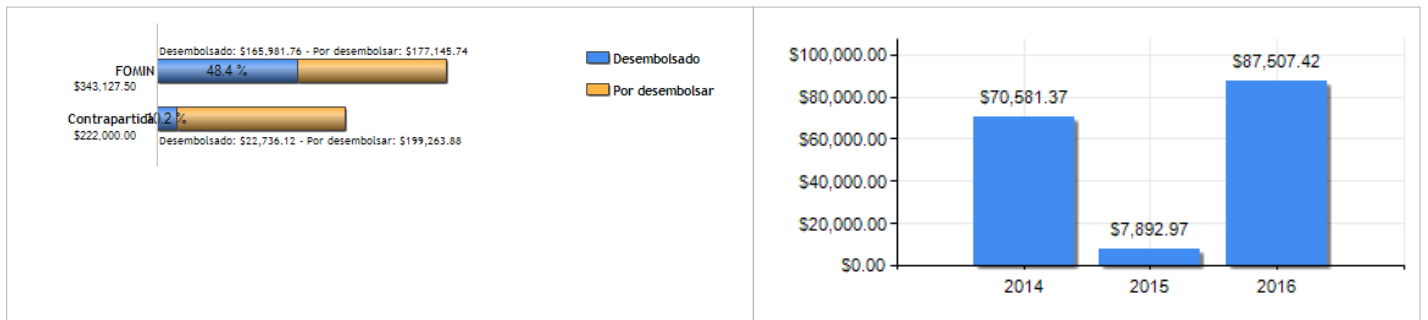 Desembolsado: $165,981.76 - Por desembolsar: $177,145.74
FOMIN
48.4 %
$343,127.50
Contrapartida
0.2 %
$222,000.00
Desembolsado: $22,736.12 - Por desembolsar: $199,263.88
Desembolsado
Por desembolsar
$100,000.00
$80,000.00
$60,000.00
$40,000.00
$20,000.00
$0.00
$70,581.37
$7,892.97
$87,507.42
2014
2015
2016